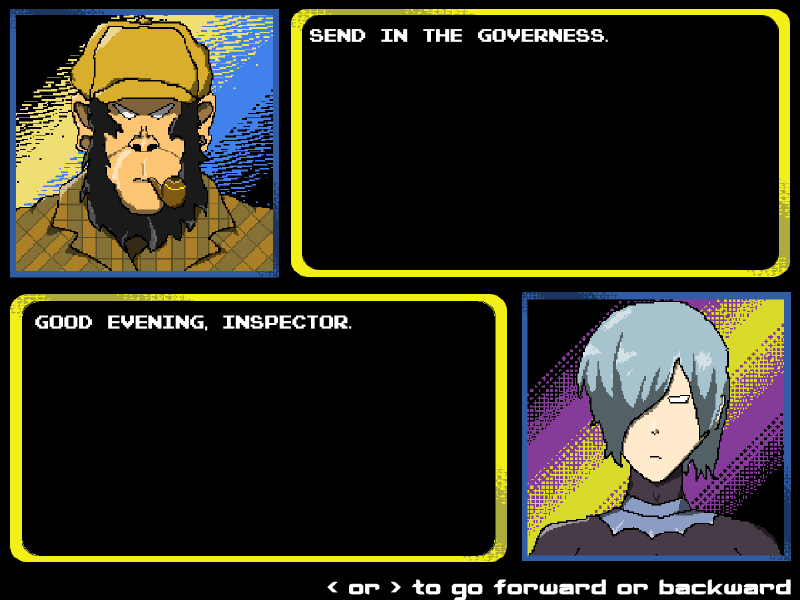 SEND IN THE GOVERNESS.
GOOD EVENING, INSPECTOR.
< or > to go forward or backward